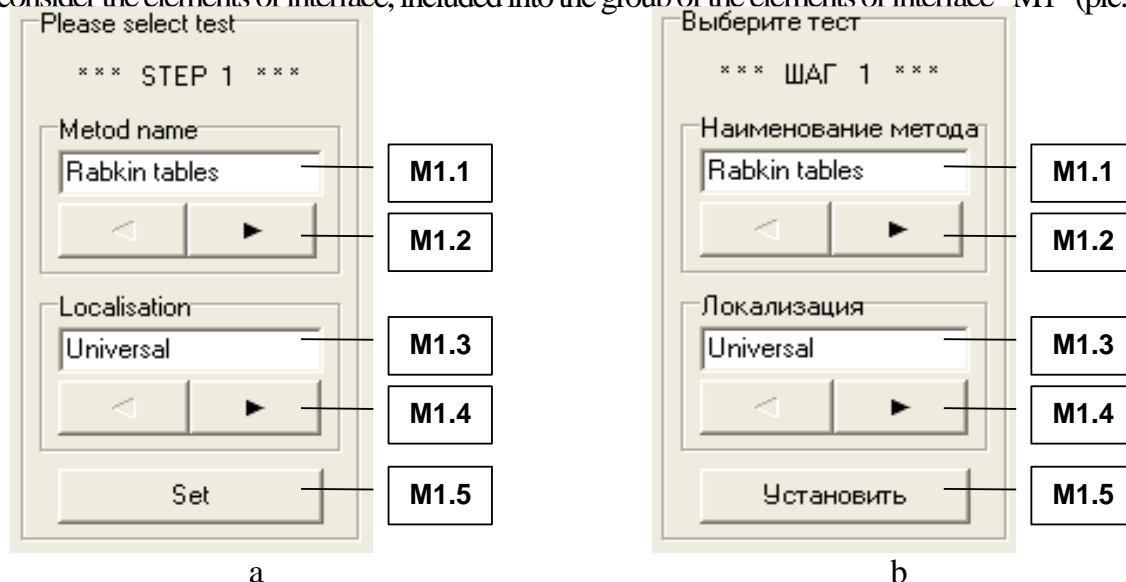 consider the elements of interface, included into the group of the elements of interface "M1" (pic.
Please select test
*** STEP 1 ***
Metod name
Rabkin tables
M1.1
M1.2
Localisation
Universal
M1.3
M1.4
Set
M1.5
a
Выберите тест
*** ШАГ 1 ***
Наименование метода
Rabkin tables
M1.1
M1.2
Локализация
Universal
M1.3
M1.4
Установить
M1.5
b